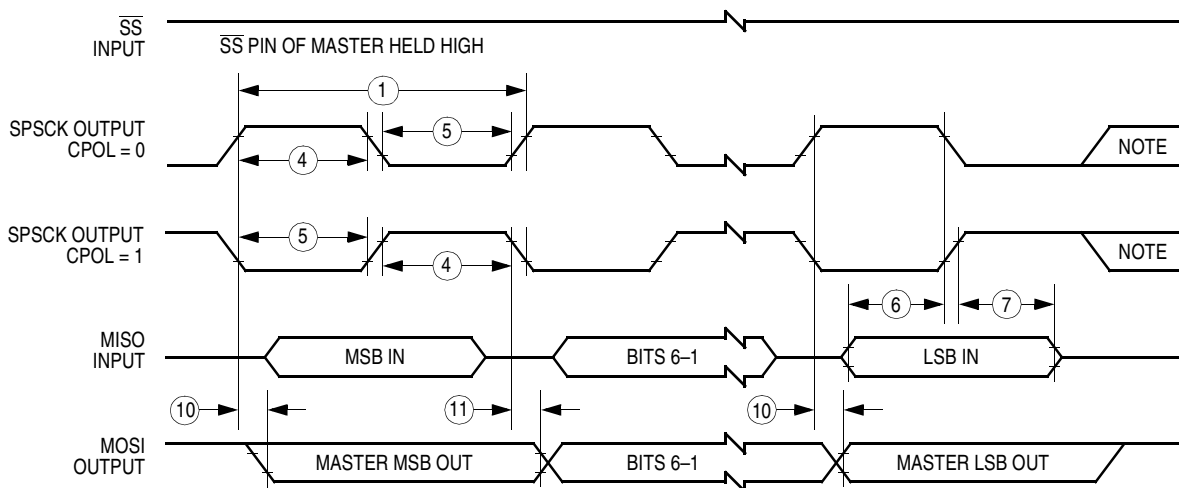 SS
INPUT
SS PIN OF MASTER HELD HIGH
1
SPSCK OUTPUT
CPOL = 0
5
4
NOTE
SPSCK OUTPUT
CPOL = 1
5
4
NOTE
6
7
MISO
INPUT
MSB IN
BITS 6–1
LSB IN
10
11
10
MOSI
OUTPUT
MASTER MSB OUT
BITS 6–1
MASTER LSB OUT